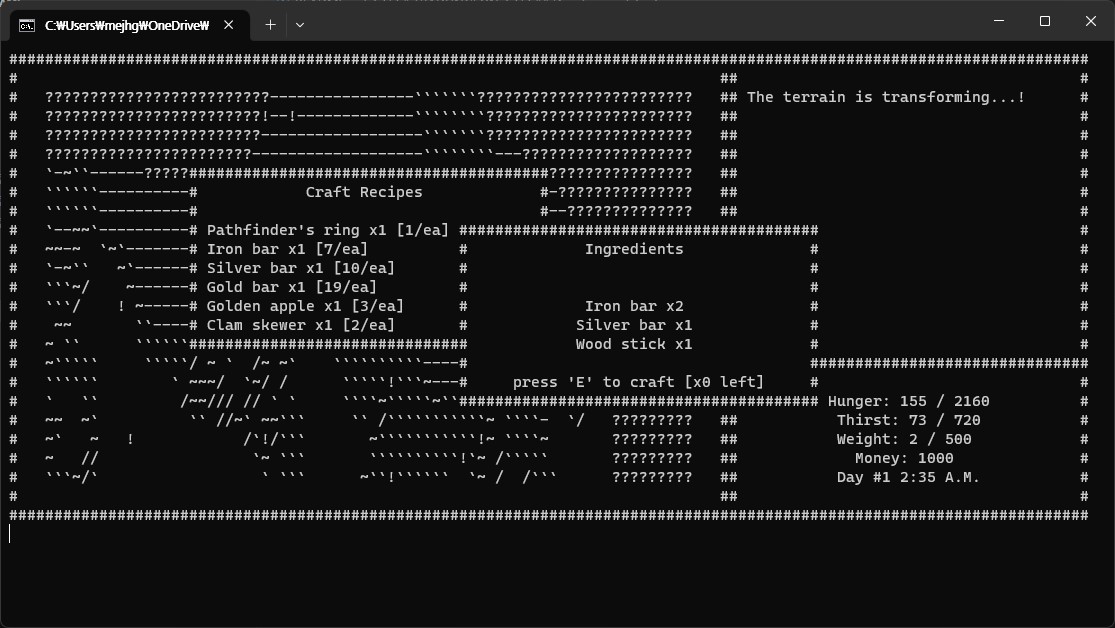 C:₩Users₩mejhg₩OneDrive₩
The terrain is transforming...!
Craft Recipes
Pathfinder's ring x1 [1/ea]
Iron bar x1 [7/ea]
Silver bar x1 [10/ea]
Gold bar x1 [19/ea]
Golden apple x1 [3/ea]
Clam skewer x1 [2/ea]
Ingredients
Iron bar x2
Silver bar x1
Wood stick x1
press 'E' to craft [x0 left]
Hunger: 155 / 2160
Thirst: 73 / 720
Weight: 2 / 500
Money: 1000
Day #1 2:35 A.M.